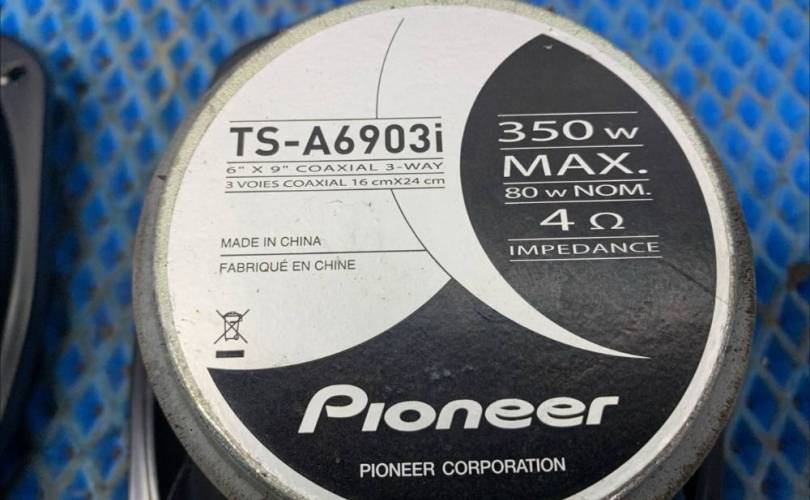 TS-A6903i
6" X 9" COAXIAL 3-WAY
3 VOIES COAXIAL 16 cmX24 cm
350 w
MAX.
80 w NOM.
4 Ω
IMPEDANCE
MADE IN CHINA
FABRIQUÉ EN CHINE
Pioneer
PIONEER CORPORATION